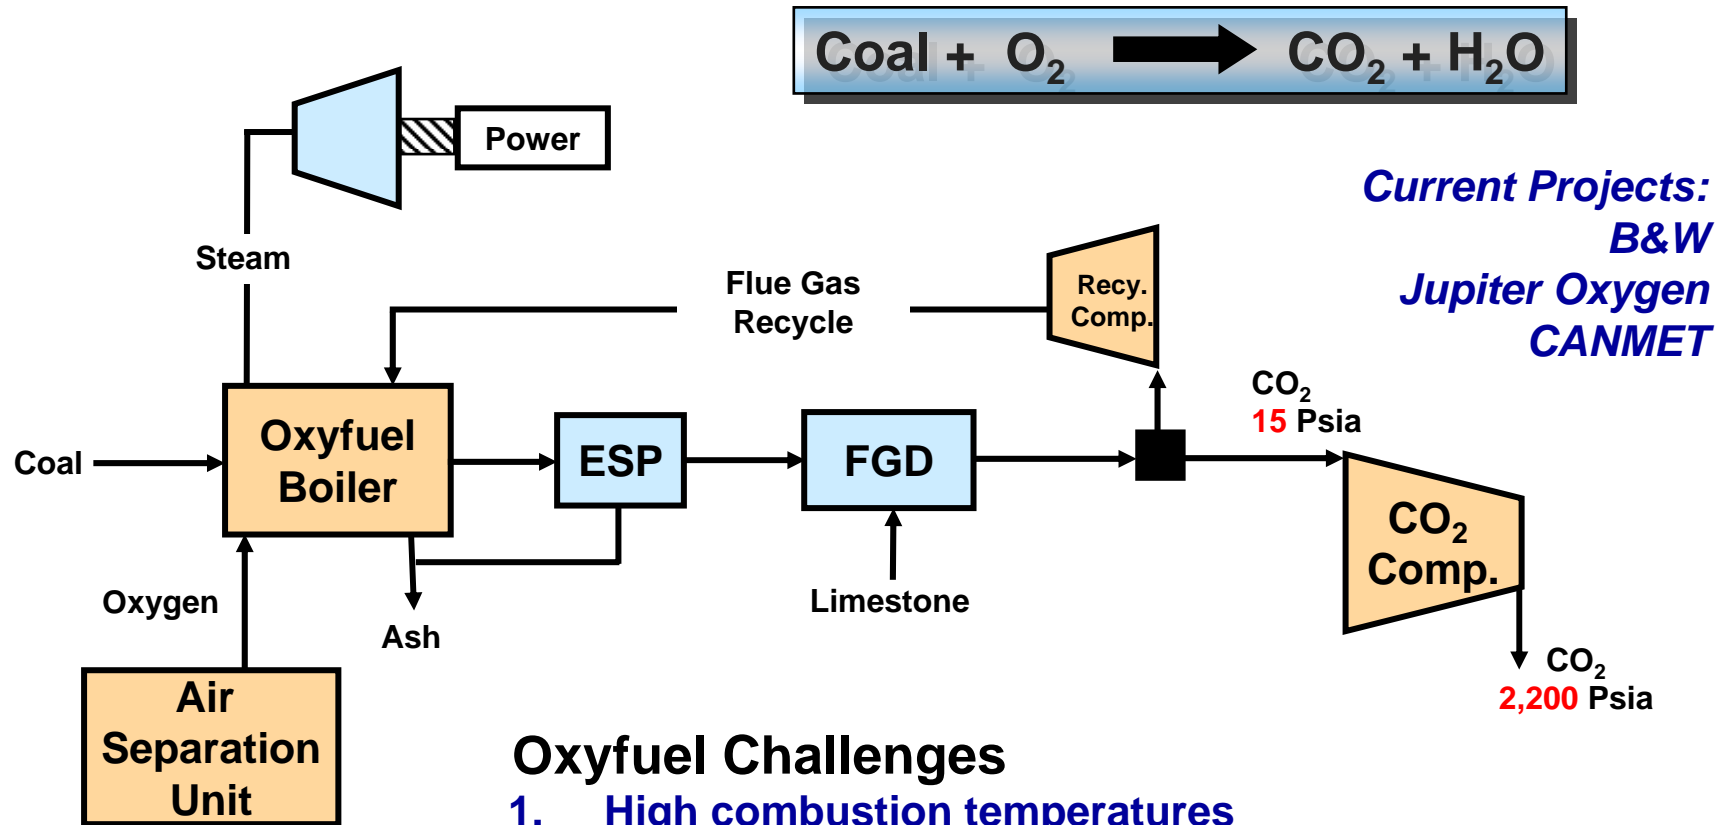 Coal + O₂ → CO₂ + H₂O
Power
Current Projects:
B&W
Jupiter Oxygen
CANMET
Steam
Flue Gas
Recycle
Recy.
Comp.
CO₂
15 Psia
Coal
Oxyfuel
Boiler
ESP
FGD
CO₂
Comp.
Oxygen
Ash
Limestone
CO₂
2,200 Psia
Air
Separation
Unit
Oxyfuel Challenges
1. High combustion temperatures